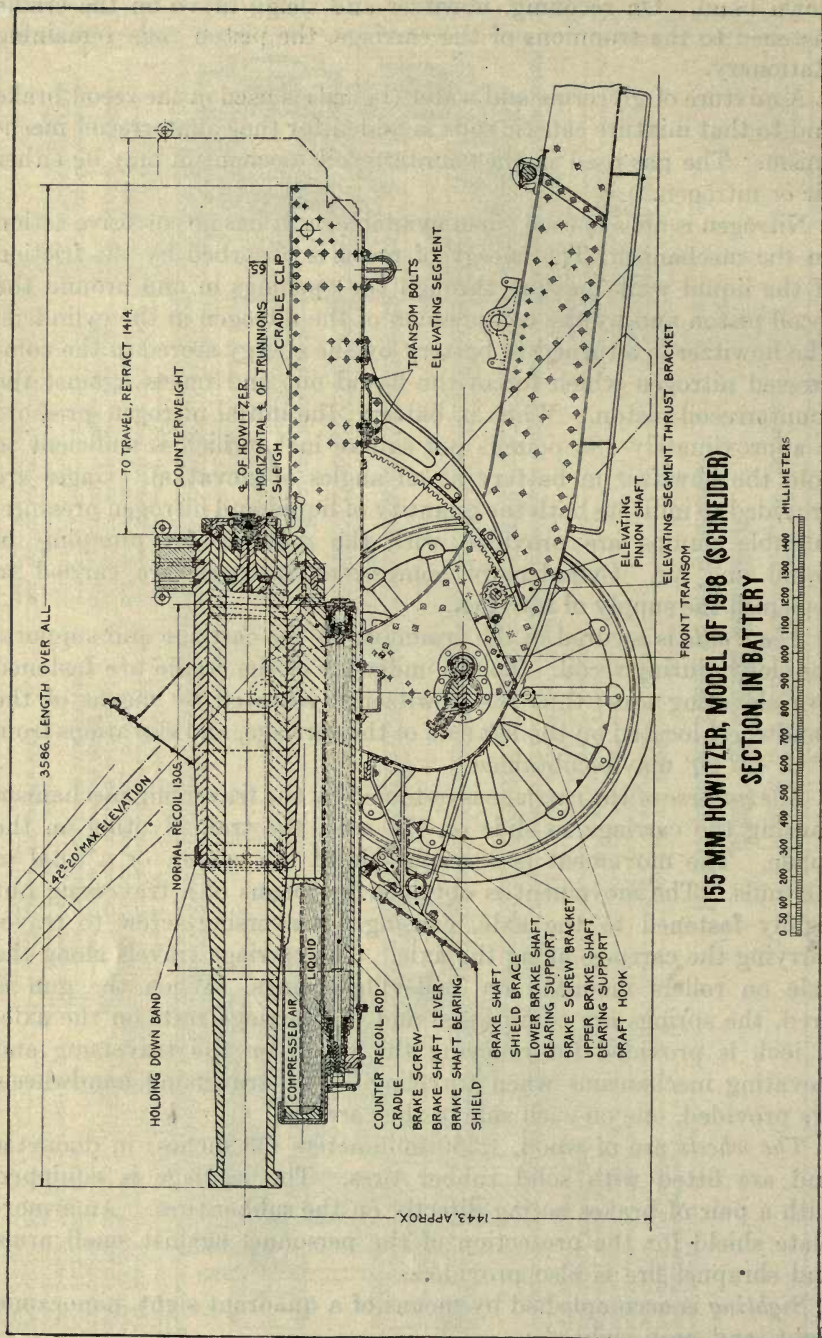 3586. LENGTH OVER ALL
TO TRAVEL, RETRACT 1414.
42°-20' MAX. ELEVATION
COUNTERWEIGHT
℄ OF HOWITZER
HORIZONTAL ℄ OF TRUNNIONS
59
SLEIGH
CRADLE CLIP
HOLDING DOWN BAND
NORMAL RECOIL 1305.
TRANSOM BOLTS
ELEVATING SEGMENT
COMPRESSED AIR
LIQUID
1443. APPROX.
COUNTER RECOIL ROD
CRADLE
BRAKE SCREW
BRAKE SHAFT LEVER
BRAKE SHAFT BEARING
SHIELD
BRAKE SHAFT
SHIELD BRACE
LOWER BRAKE SHAFT
BEARING SUPPORT
BRAKE SCREW BRACKET
UPPER BRAKE SHAFT
BEARING SUPPORT
DRAFT HOOK
ELEVATING
PINION SHAFT
ELEVATING SEGMENT THRUST BRACKET
FRONT TRANSOM
155 MM HOWITZER, MODEL OF 1918 (SCHNEIDER)
SECTION, IN BATTERY
0 50 100 200 300 400 500 600 700 800 900 1000 1100 1200 1300 1400 MILLIMETERS